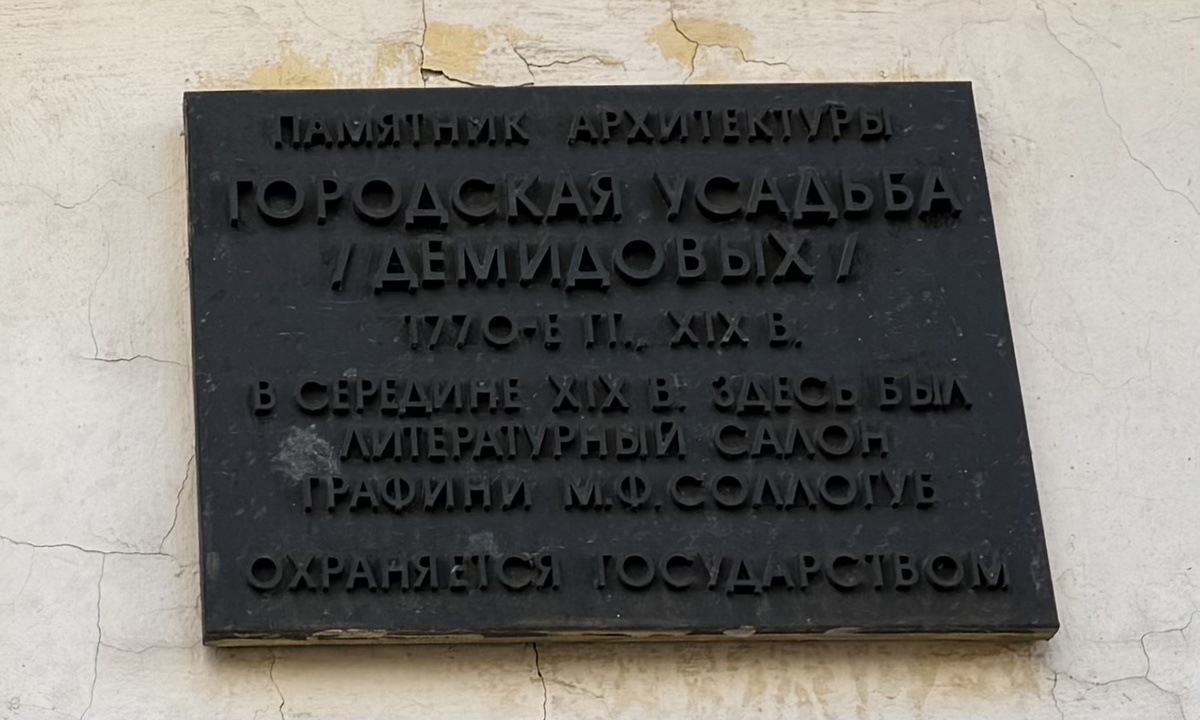 ПАМЯТНИК АРХИТЕКТУРЫ
ГОРОДСКАЯ УСАДЬБА
/ДЕМИДОВЫХ/
1770-Е ГГ., XIX В.
В СЕРЕДИНЕ XIX В. ЗДЕСЬ БЫЛ
ЛИТЕРАТУРНЫЙ САЛОН
ГРАФИНИ М.Ф.СОЛЛОГУБ
ОХРАНЯЕТСЯ ГОСУДАРСТВОМ